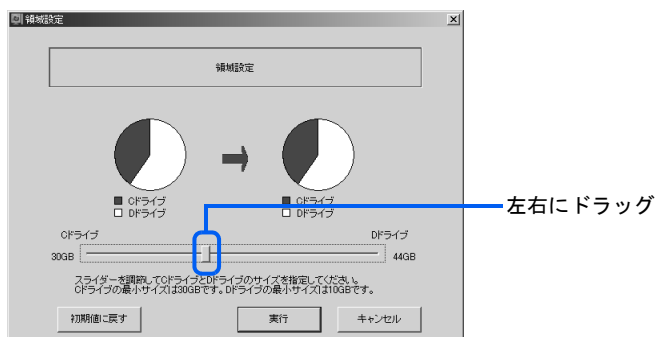 領域設定
領域設定
Cドライブ
Dドライブ
Cドライブ
Dドライブ
左右にドラッグ
Cドライブ
Dドライブ
30GB
44GB
スライダーを調節してCドライブとDドライブのサイズを指定してください。
Cドライブの最小サイズは30GBです。Dドライブの最小サイズは10GBです。
初期値に戻す
実行
キャンセル